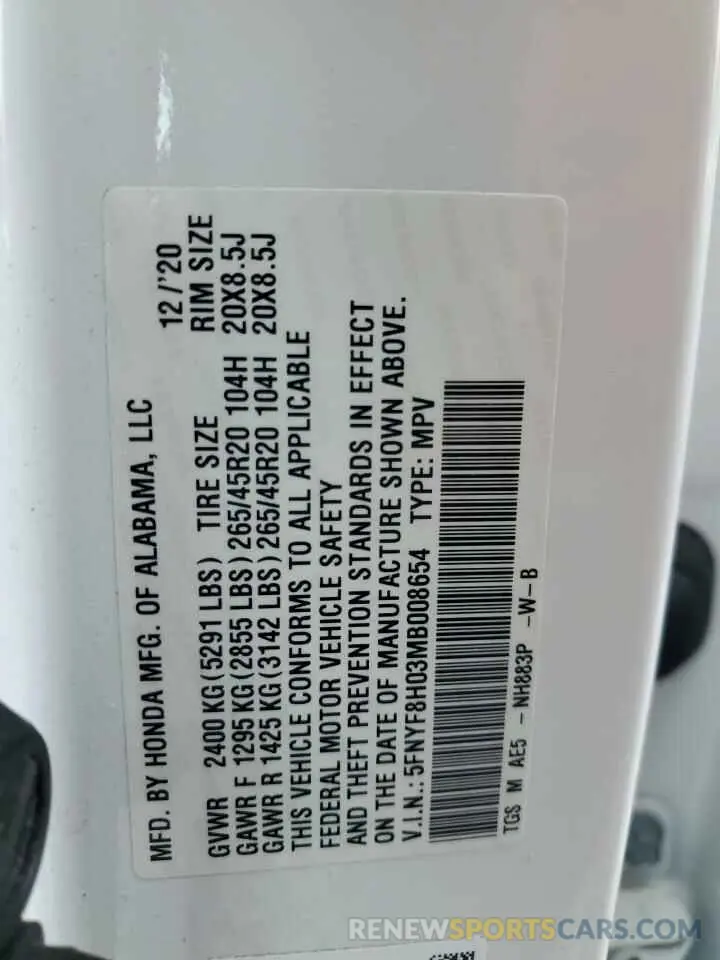 MFD. BY HONDA MFG. OF ALABAMA, LLC 12/'20
GVWR 2400 KG (5291 LBS) TIRE SIZE RIM SIZE
GAWR F 1295 KG (2855 LBS) 265/45R20 104H 20X8.5J
GAWR R 1425 KG (3142 LBS) 265/45R20 104H 20X8.5J
THIS VEHICLE CONFORMS TO ALL APPLICABLE
FEDERAL MOTOR VEHICLE SAFETY
AND THEFT PREVENTION STANDARDS IN EFFECT
ON THE DATE OF MANUFACTURE SHOWN ABOVE.
V.I.N.: 5FNYF8H03MB008654 TYPE: MPV
TGS M AE5 - NH883P -W-B
RENEWSPORTSCARS.COM